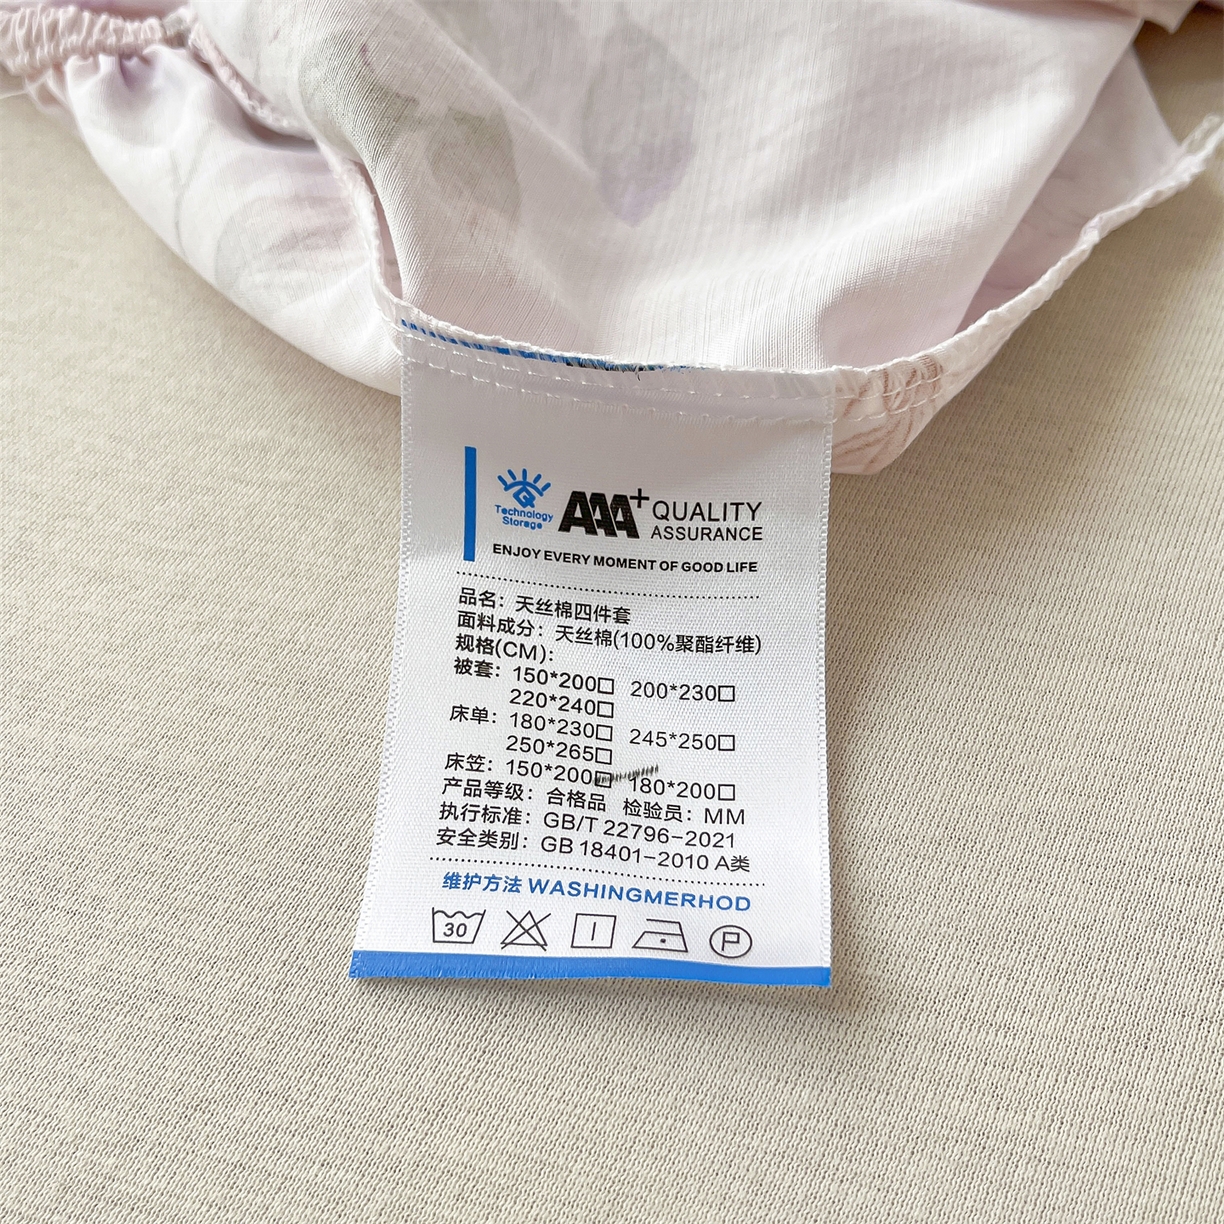 Technology
Storage
AAA+ QUALITY
ASSURANCE
ENJOY EVERY MOMENT OF GOOD LIFE
品名：天丝棉四件套
面料成分：天丝棉(100%聚酯纤维)
规格(CM)：
被套：150*200□ 200*230□
220*240□
床单：180*230□ 245*250□
250*265□
床笠：150*200□ 180*200□
产品等级：合格品 检验员：MM
执行标准：GB/T 22796-2021
安全类别：GB 18401-2010 A类
维护方法 WASHINGMERHOD
30
P